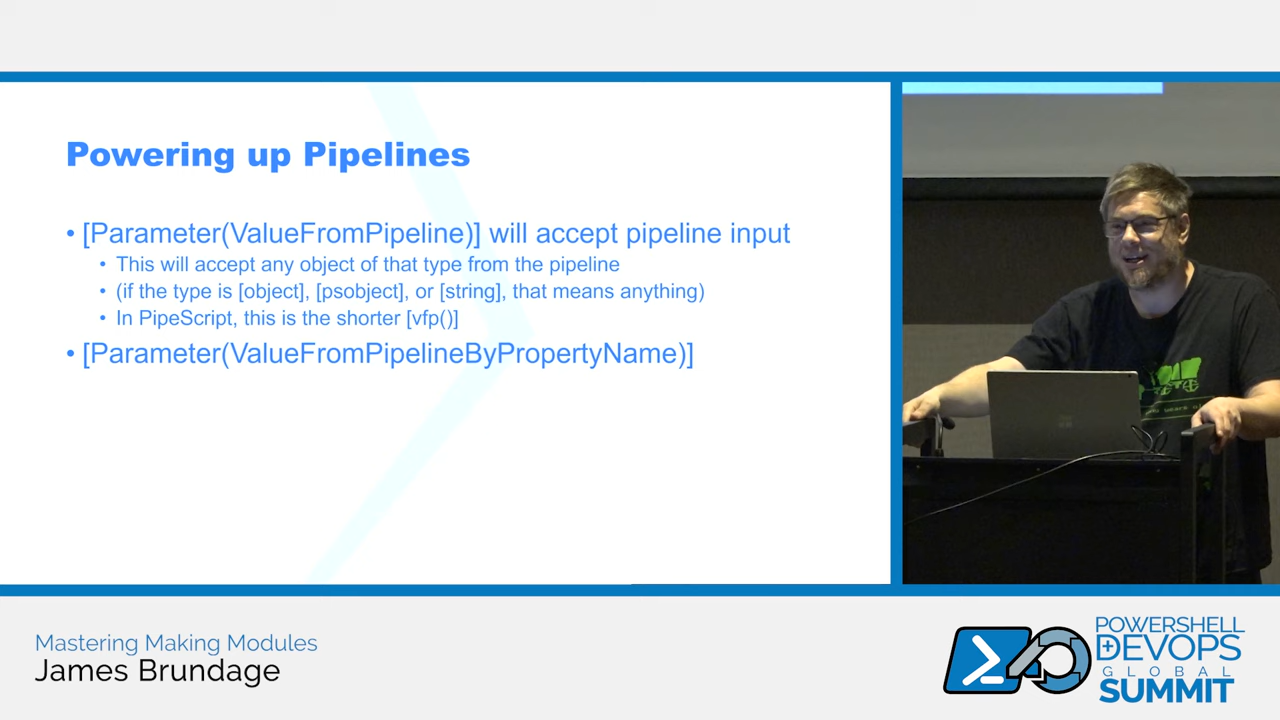 Powering up Pipelines
• [Parameter(ValueFromPipeline)] will accept pipeline input
• This will accept any object of that type from the pipeline
• (if the type is [object], [psobject], or [string], that means anything)
• In PipeScript, this is the shorter [vfp()]
• [Parameter(ValueFromPipelineByPropertyName)]
Mastering Making Modules
James Brundage
POWERSHELL
DEVOPS
GLOBAL
SUMMIT